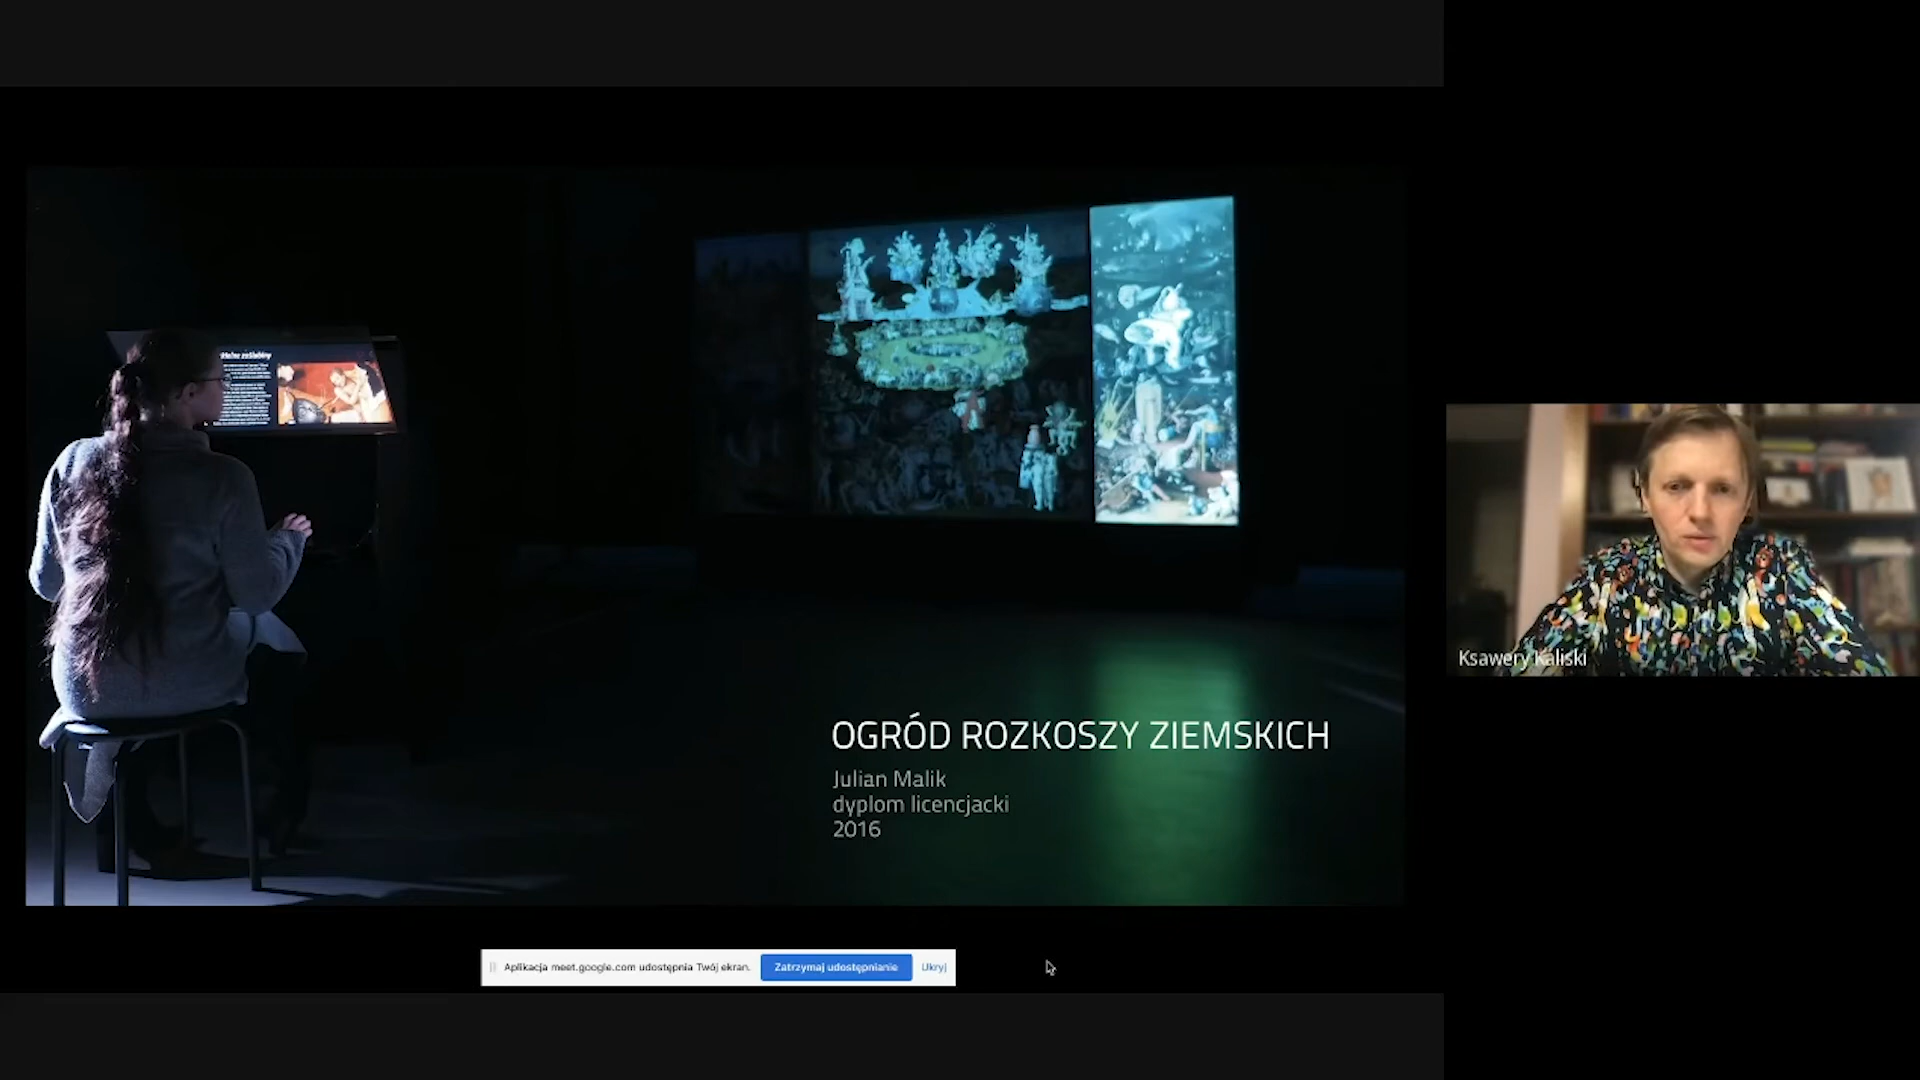 OGRÓD ROZKOSZY ZIEMSKICH
Julian Malik
dyplom licencjacki
2016
Ksawery Kaliski
Aplikacja meet.google.com udostępnia Twój ekran. Zatrzymaj udostępnianie Ukryj